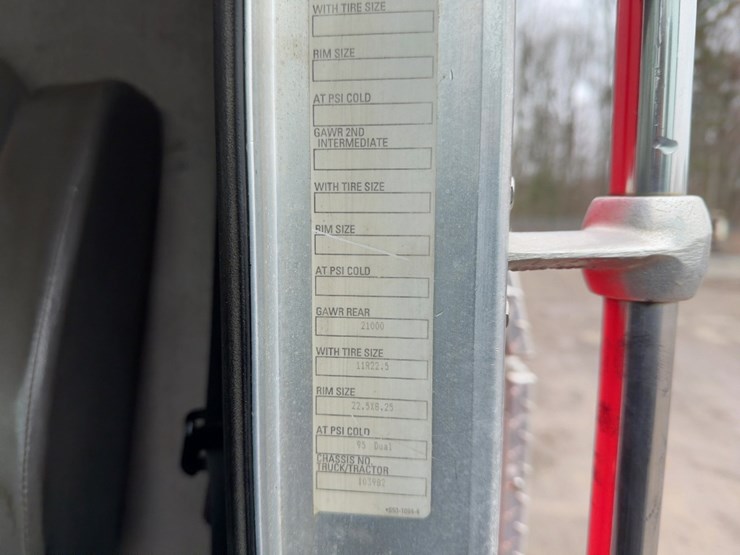 WITH TIRE SIZE
RIM SIZE
AT PSI COLD
GAWR 2ND
INTERMEDIATE
WITH TIRE SIZE
RIM SIZE
AT PSI COLD
GAWR REAR
21000
WITH TIRE SIZE
11R22.5
RIM SIZE
22.5X8.25
AT PSI COLD
95 Dual
CHASSIS NO.
TRUCK/TRACTOR